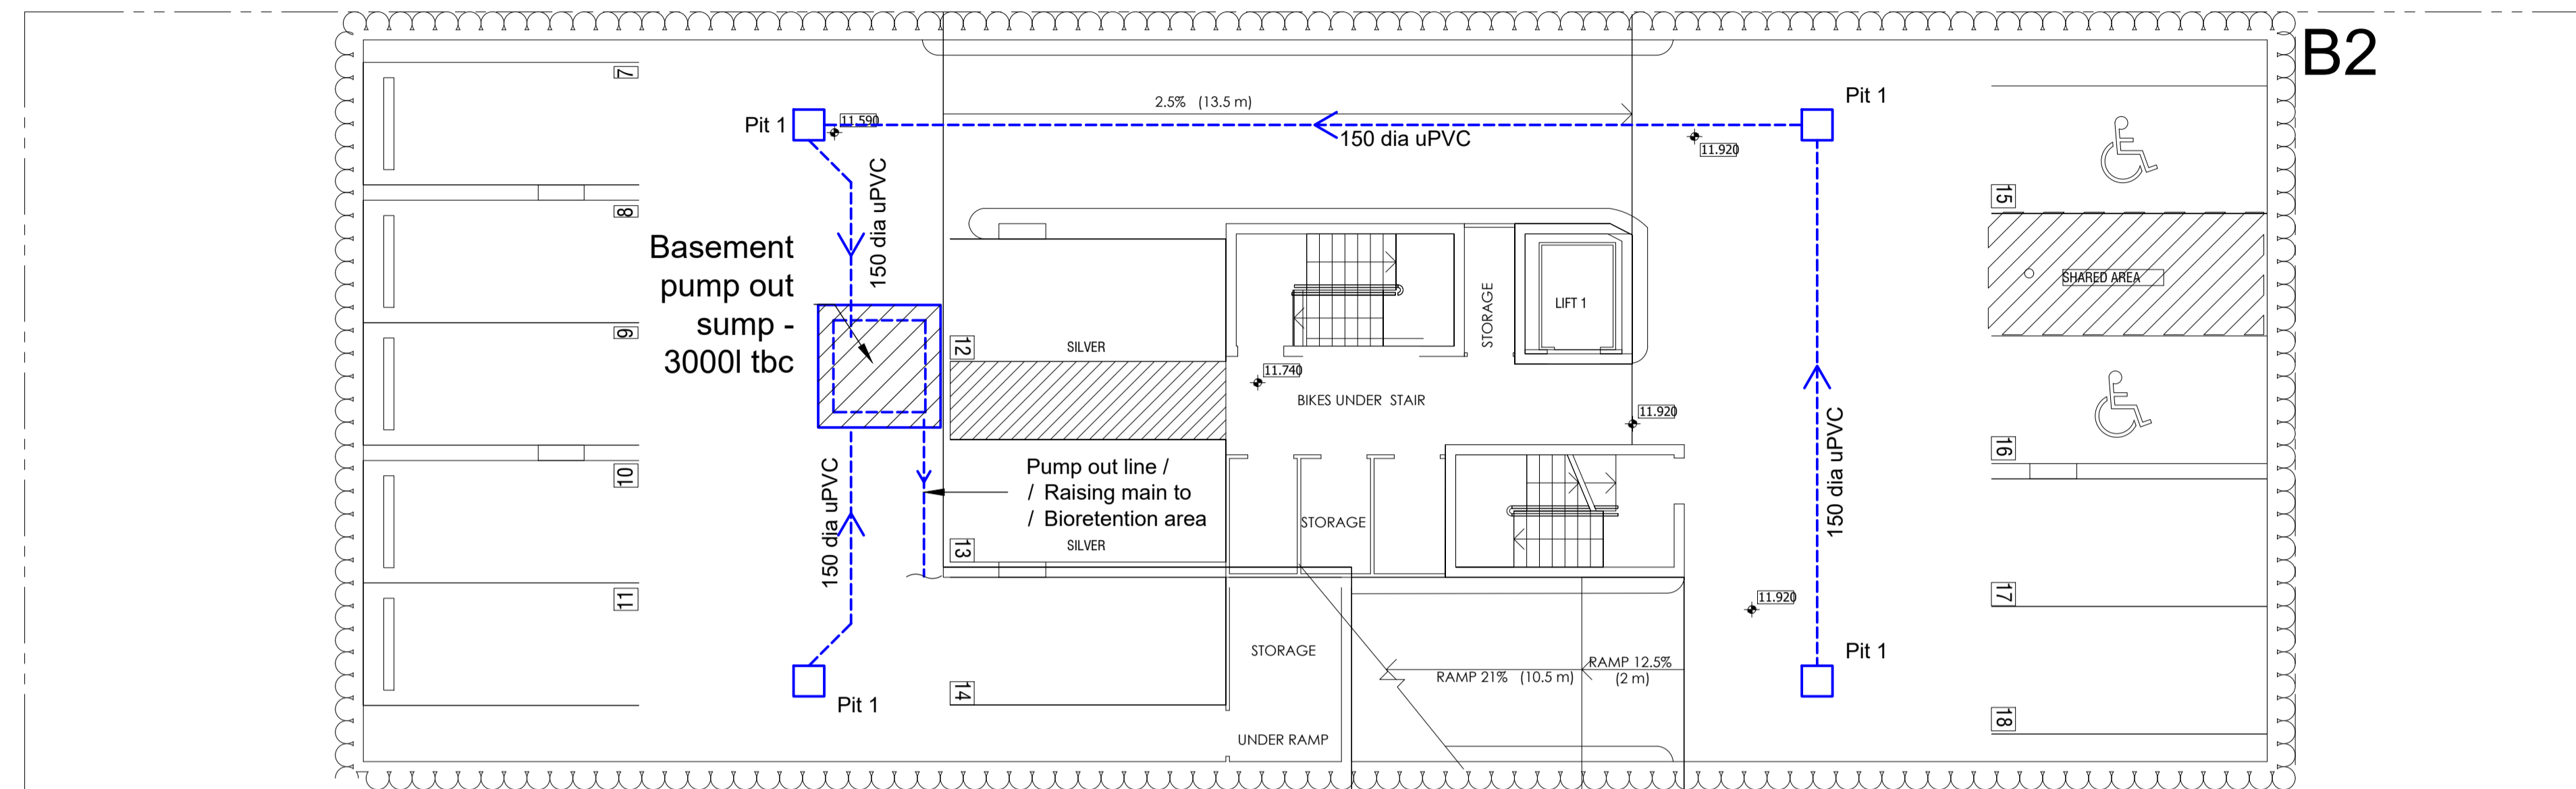 B2
7
Pit 1
11.590
2.5% (13.5 m)
150 dia uPVC
11.920
Pit 1
8
150 dia uPVC
15
Basement
pump out
sump -
3000l tbc
9
12
SILVER
STORAGE
LIFT 1
SHARED AREA
11.740
BIKES UNDER STAIR
11.920
150 dia uPVC
16
10
150 dia uPVC
Pump out line /
/ Raising main to
/ Bioretention area
13
SILVER
STORAGE
11
11.920
17
Pit 1
14
STORAGE
RAMP 21% (10.5 m)
RAMP 12.5%
(2 m)
Pit 1
18
UNDER RAMP